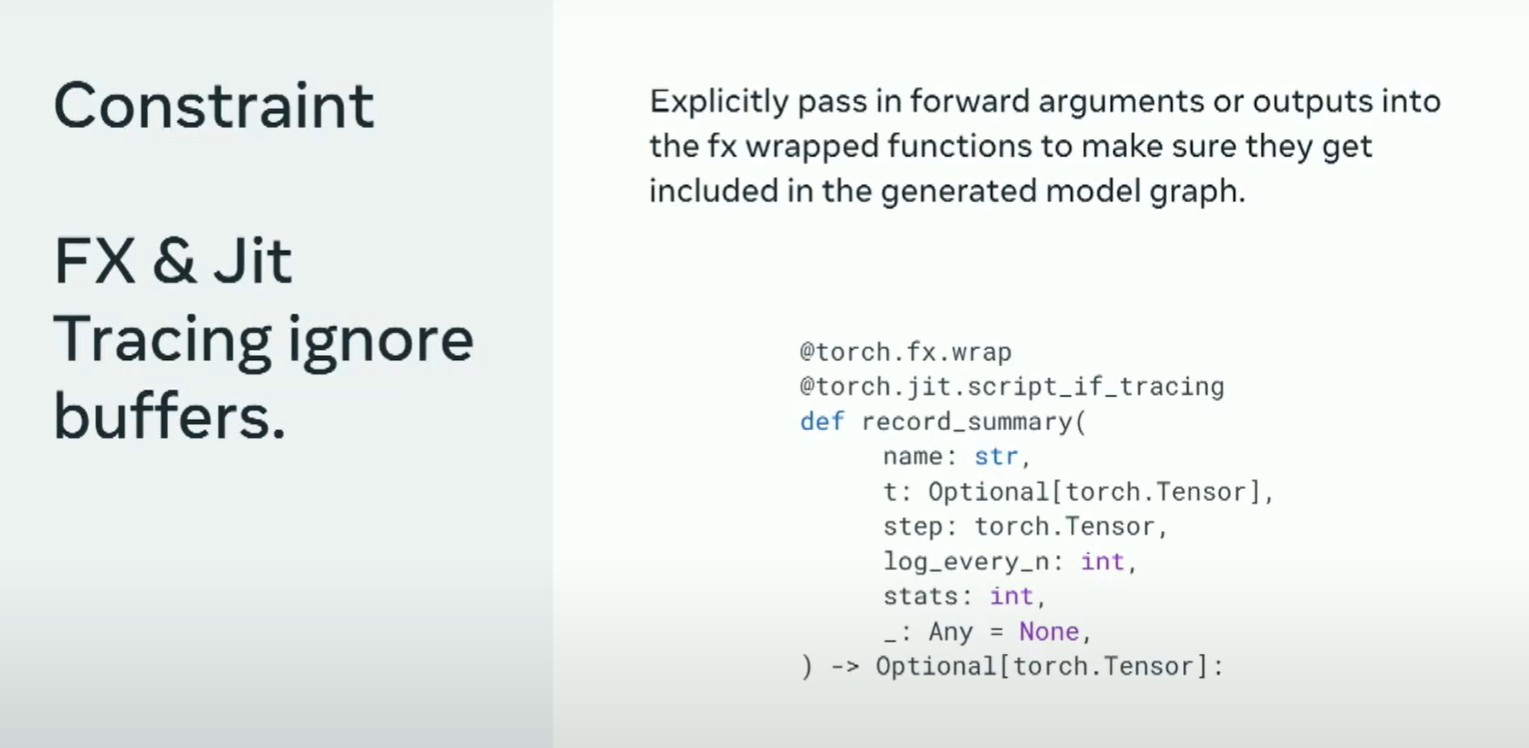 Constraint
FX & Jit
Tracing ignore
buffers.
Explicitly pass in forward arguments or outputs into
the fx wrapped functions to make sure they get
included in the generated model graph.
@torch.fx.wrap
@torch.jit.script_if_tracing
def record_summary(
name: str,
t: Optional[torch.Tensor],
step: torch.Tensor,
log_every_n: int,
stats: int,
_: Any = None,
) -> Optional[torch.Tensor]: